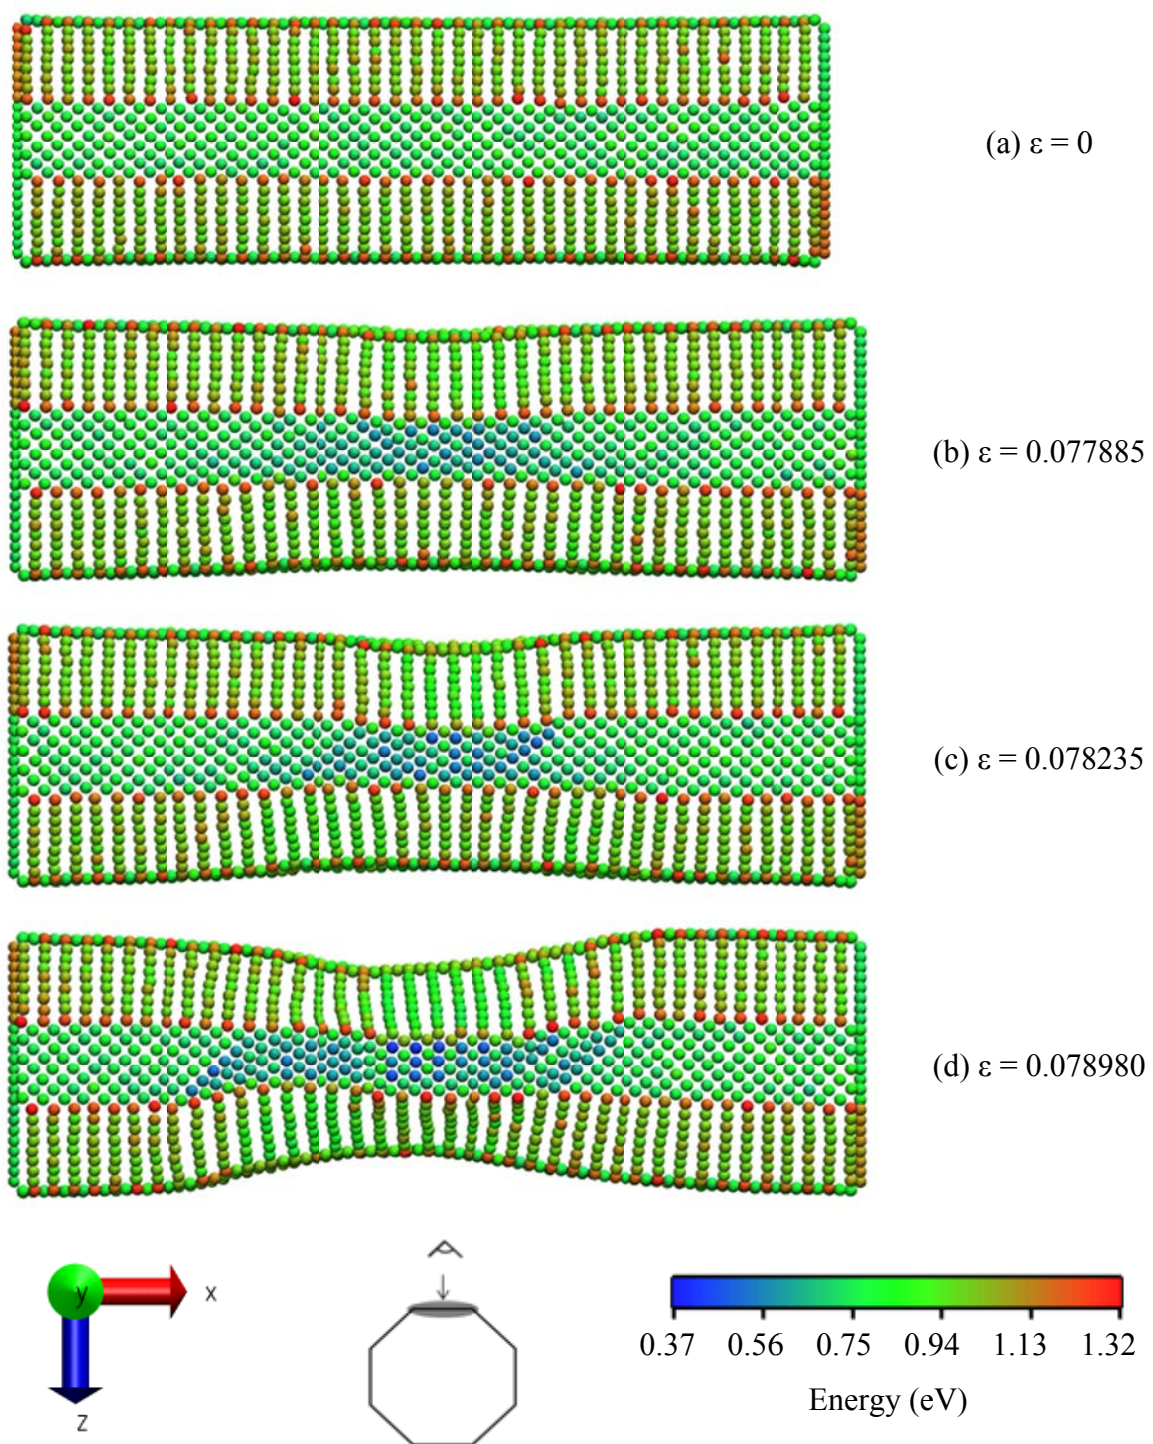 (a) ε = 0
(b) ε = 0.077885
(c) ε = 0.078235
(d) ε = 0.078980
y
x
z
0.37 0.56 0.75 0.94 1.13 1.32
Energy (eV)